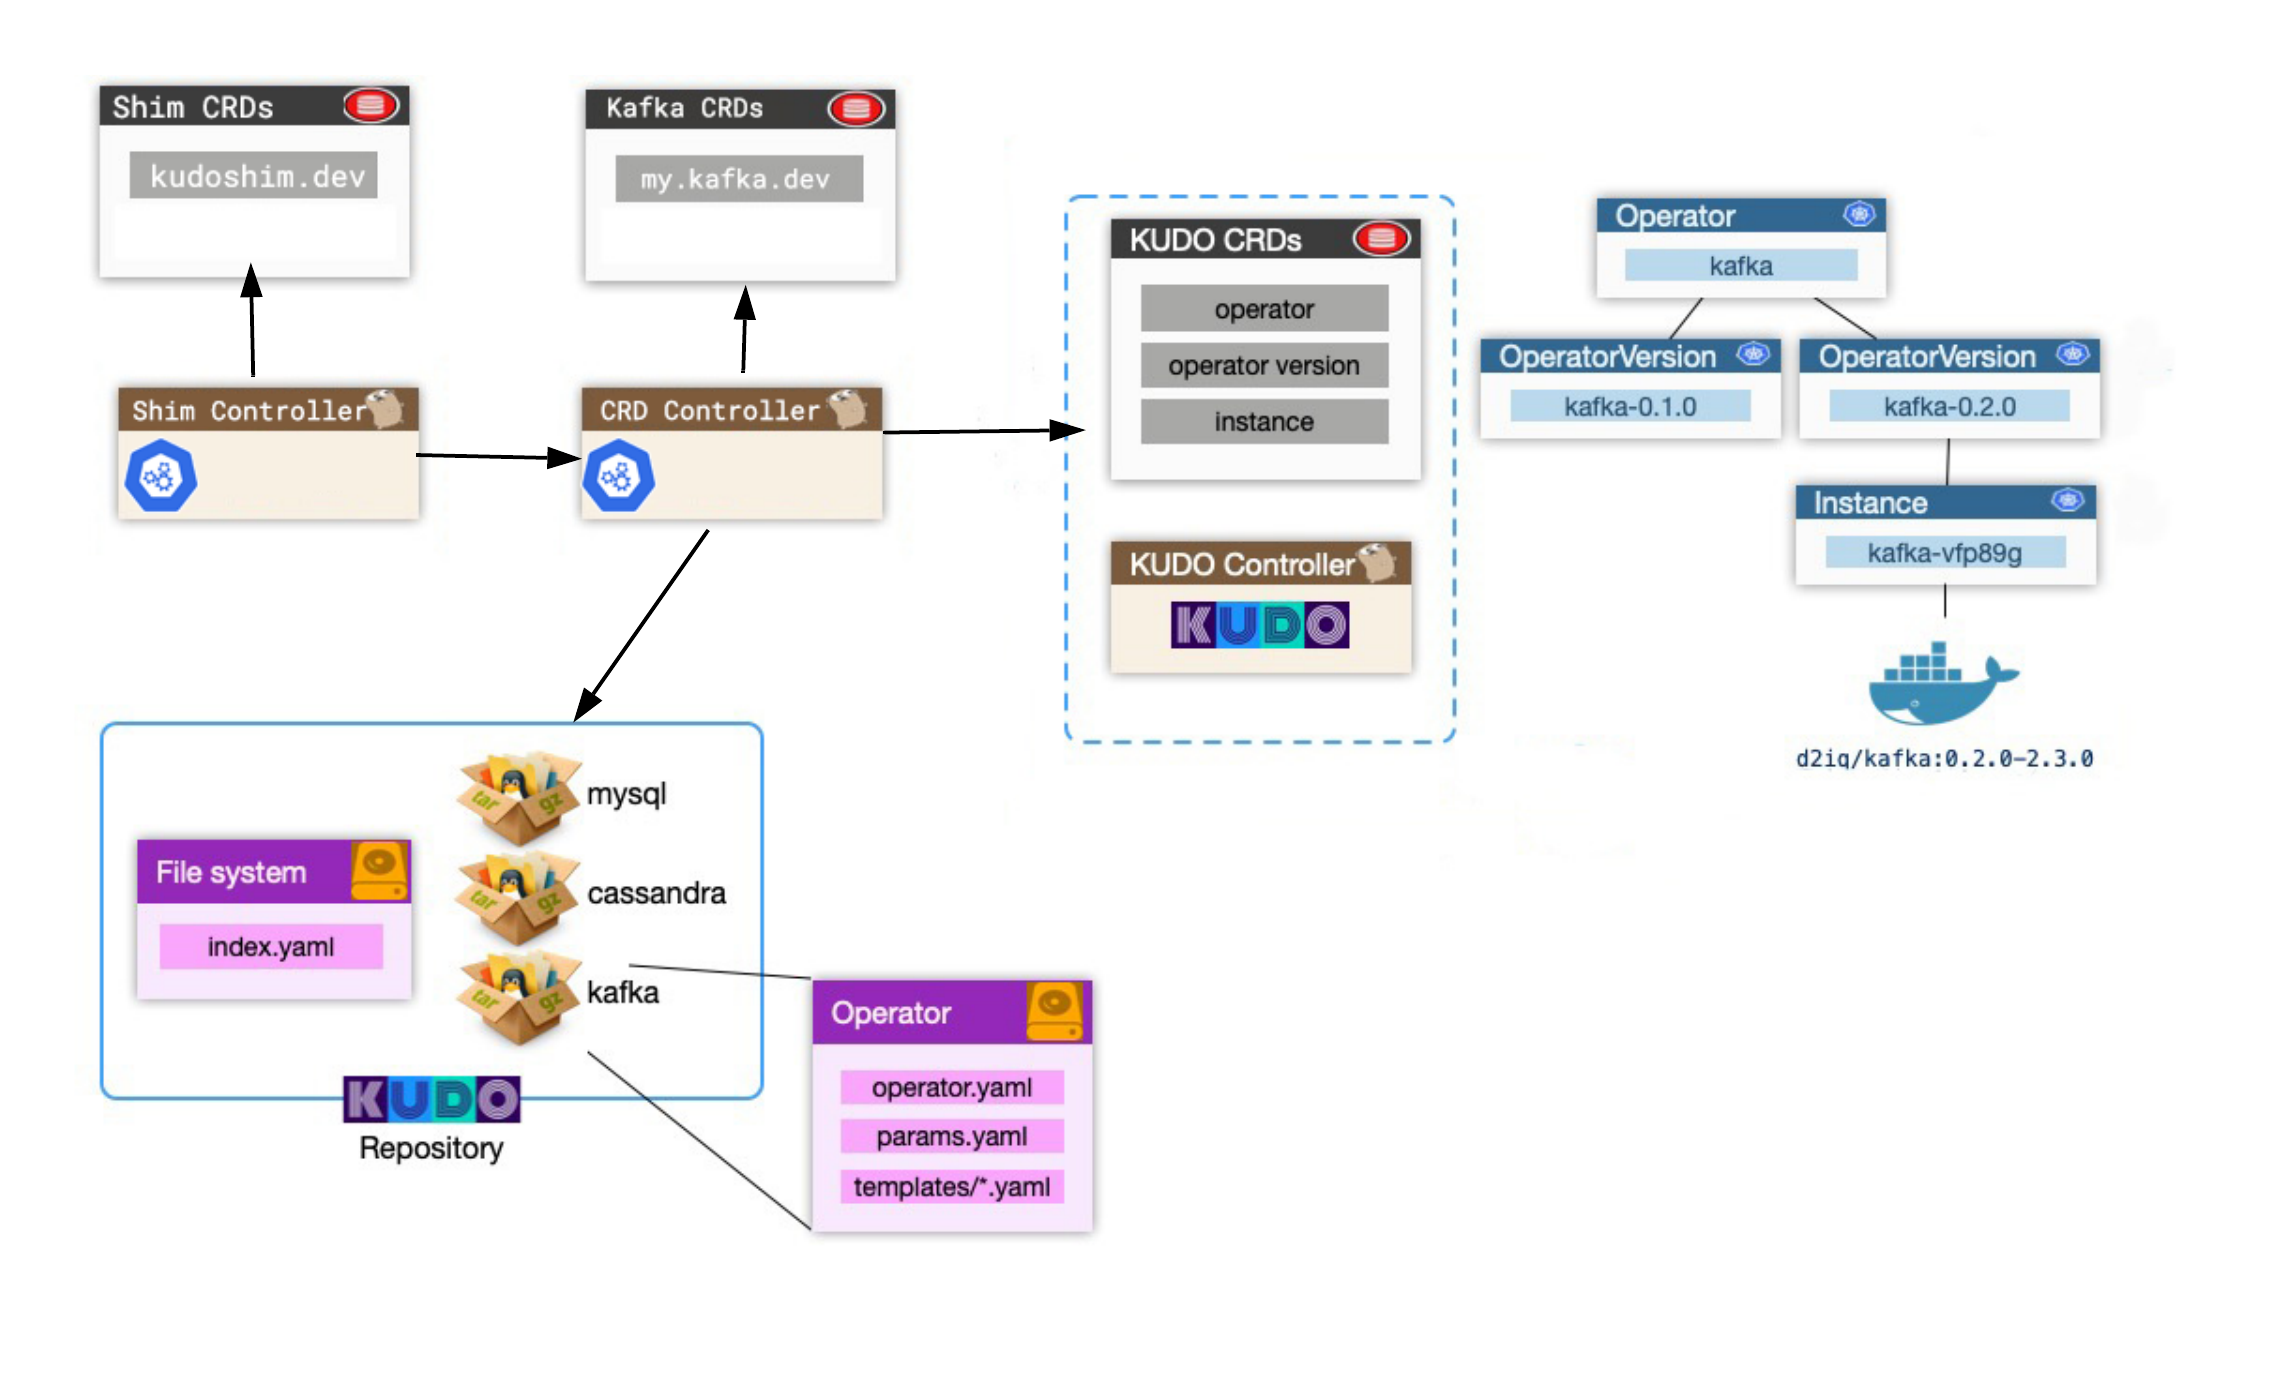 Shim CRDs
kudoshim.dev
Kafka CRDs
my.kafka.dev
Shim Controller
CRD Controller
KUDO CRDs
operator
operator version
instance
KUDO Controller
KUDO
Operator
kafka
OperatorVersion
kafka-0.1.0
OperatorVersion
kafka-0.2.0
Instance
kafka-vfp89g
d2iq/kafka:0.2.0-2.3.0
File system
index.yaml
tar gz
mysql
tar gz
cassandra
tar gz
kafka
KUDO
Repository
Operator
operator.yaml
params.yaml
templates/*.yaml